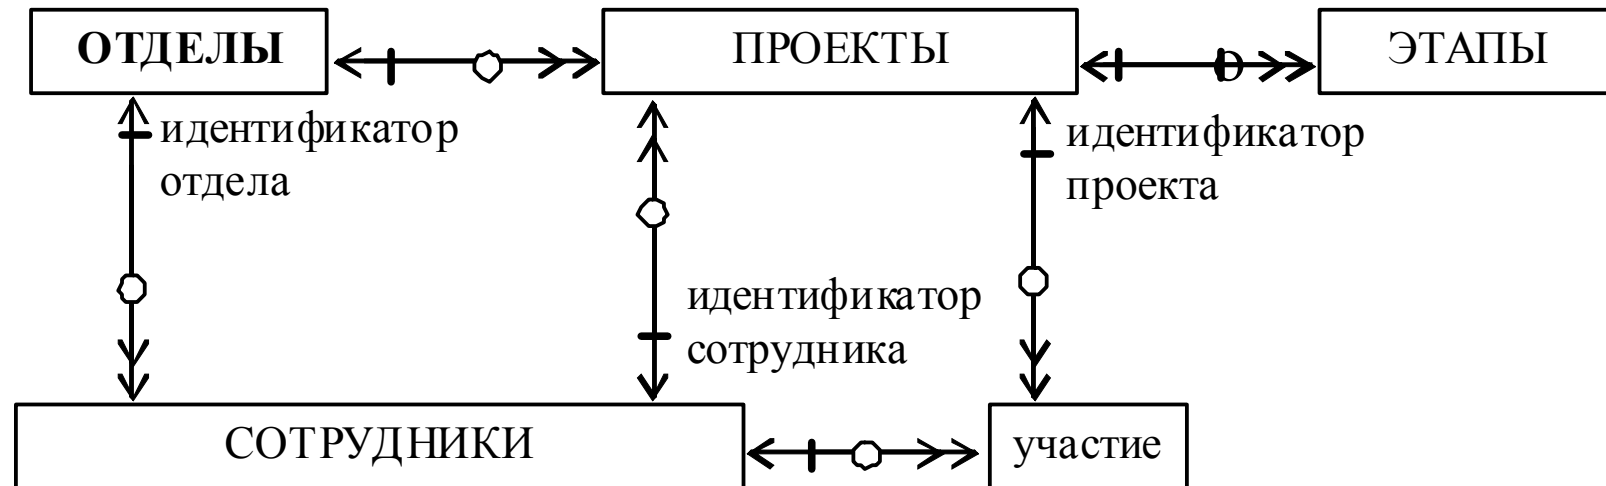 ОТДЕЛЫ
ПРОЕКТЫ
ЭТАПЫ
идентификатор
отдела
идентификатор
проекта
идентификатор
сотрудника
СОТРУДНИКИ
участие